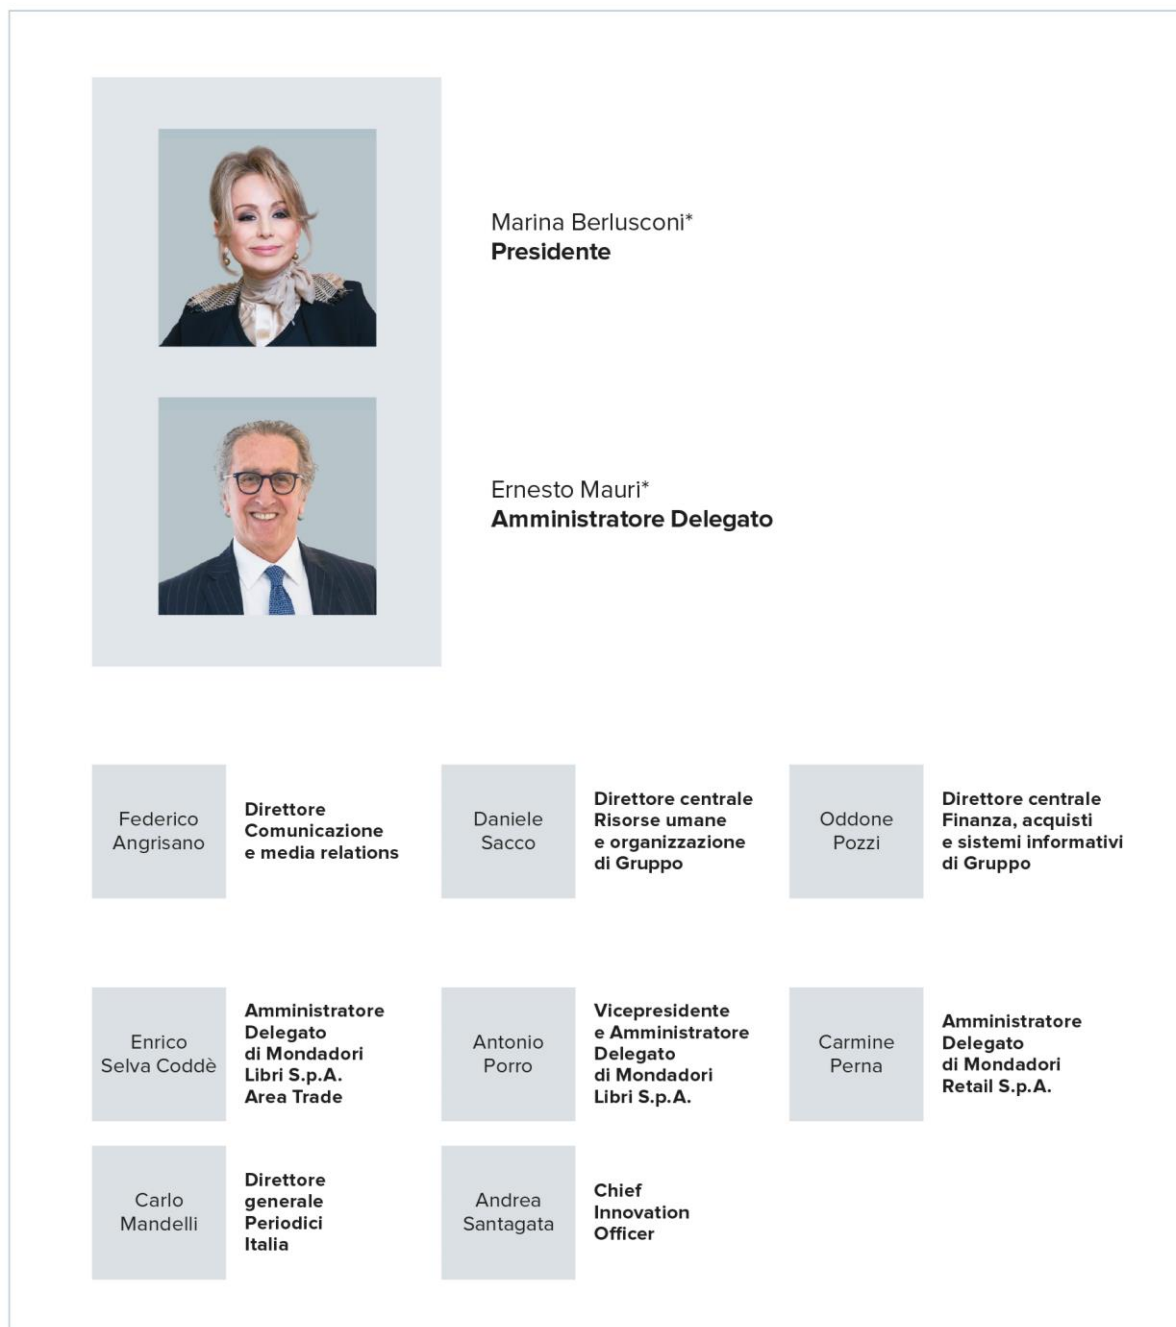 Marina Berlusconi*
Presidente
Ernesto Mauri*
Amministratore Delegato
Federico
Angrisano
Direttore
Comunicazione
e media relations
Daniele
Sacco
Direttore centrale
Risorse umane
e organizzazione
di Gruppo
Oddone
Pozzi
Direttore centrale
Finanza, acquisti
e sistemi informativi
di Gruppo
Enrico
Selva Coddè
Amministratore
Delegato
di Mondadori
Libri S.p.A.
Area Trade
Antonio
Porro
Vicepresidente
e Amministratore
Delegato
di Mondadori
Libri S.p.A.
Carmine
Perna
Amministratore
Delegato
di Mondadori
Retail S.p.A.
Carlo
Mandelli
Direttore
generale
Periodici
Italia
Andrea
Santagata
Chief
Innovation
Officer